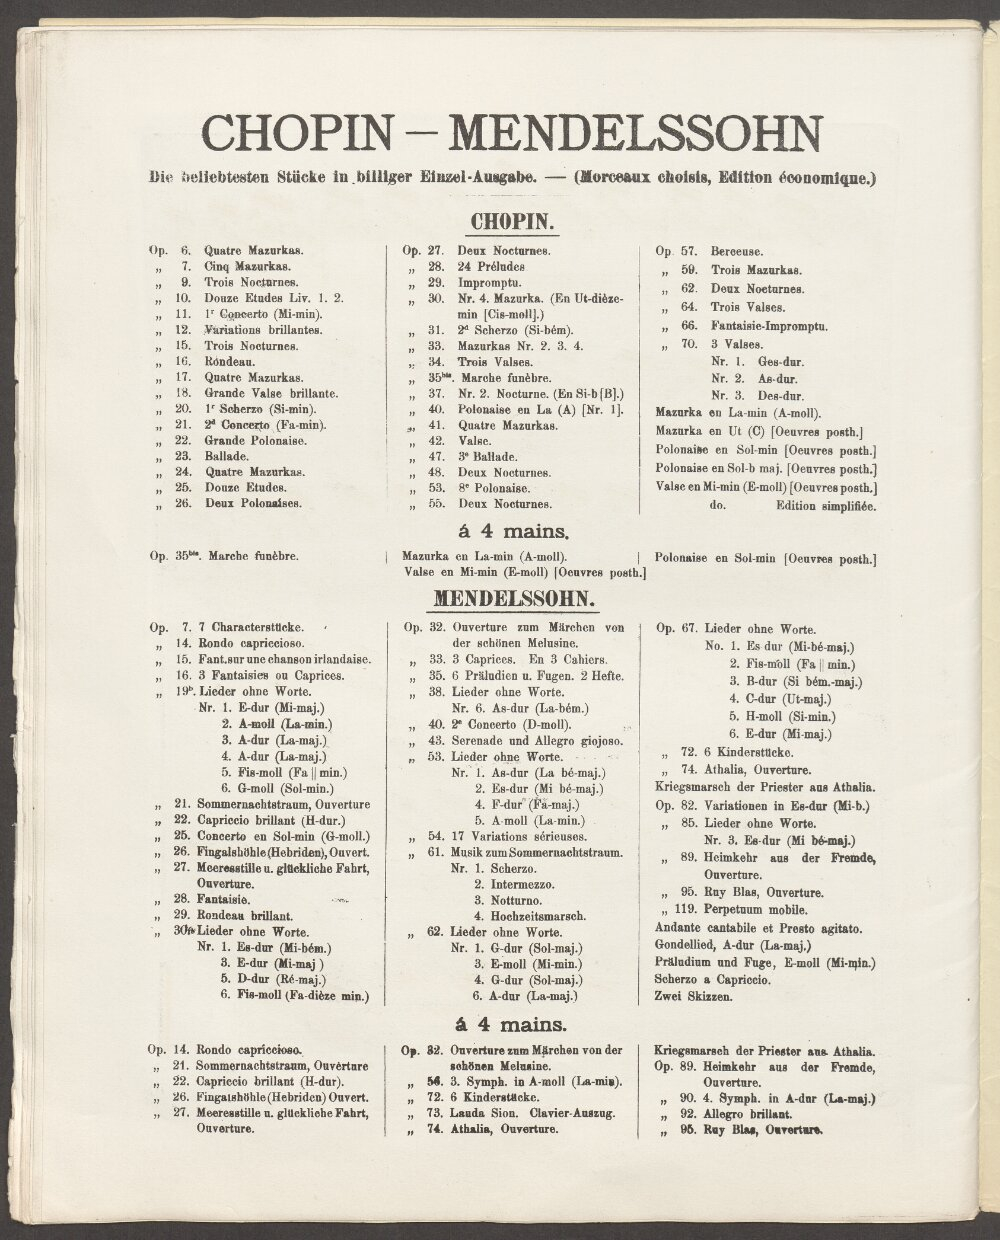 CHOPIN — MENDELSSOHN
Die beliebtesten Stücke in billiger Einzel-Ausgabe. — (Morceaux choisis, Edition économique.)
CHOPIN.
Op. 6. Quatre Mazurkas.
„ 7. Cinq Mazurkas.
„ 9. Trois Nocturnes.
„ 10. Douze Etudes Liv. 1. 2.
„ 11. 1r Concerto (Mi-min).
„ 12. Variations brillantes.
„ 15. Trois Nocturnes.
„ 16. Rondeau.
„ 17. Quatre Mazurkas.
„ 18. Grande Valse brillante.
„ 20. 1r Scherzo (Si-min).
„ 21. 2d Concerto (Fa-min).
„ 22. Grande Polonaise.
„ 23. Ballade.
„ 24. Quatre Mazurkas.
„ 25. Douze Etudes.
„ 26. Deux Polonaises.
Op. 27. Deux Nocturnes.
„ 28. 24 Préludes
„ 29. Impromptu.
„ 30. Nr. 4. Mazurka. (En Ut-dièze-
min [Cis-moll].)
„ 31. 2d Scherzo (Si-bém).
„ 33. Mazurkas Nr. 2. 3. 4.
„ 34. Trois Valses.
„ 35bis. Marche funèbre.
„ 37. Nr. 2. Nocturne. (En Si-b [B].)
„ 40. Polonaise en La (A) [Nr. 1].
„ 41. Quatre Mazurkas.
„ 42. Valse.
„ 47. 3e Ballade.
„ 48. Deux Nocturnes.
„ 53. 8e Polonaise.
„ 55. Deux Nocturnes.
Op. 57. Berceuse.
„ 59. Trois Mazurkas.
„ 62. Deux Nocturnes.
„ 64. Trois Valses.
„ 66. Fantaisie-Impromptu.
„ 70. 3 Valses.
Nr. 1. Ges-dur.
Nr. 2. As-dur.
Nr. 3. Des-dur.
Mazurka en La-min (A-moll).
Mazurka en Ut (C) [Oeuvres posth.]
Polonaise en Sol-min [Oeuvres posth.]
Polonaise en Sol-b maj. [Oeuvres posth.]
Valse en Mi-min (E-moll) [Oeuvres posth.]
do. Edition simplifiée.
á 4 mains.
Op. 35bis. Marche funèbre.
Mazurka en La-min (A-moll).
Valse en Mi-min (E-moll) [Oeuvres posth.]
Polonaise en Sol-min [Oeuvres posth.]
MENDELSSOHN.
Op. 7. 7 Characterstücke.
„ 14. Rondo capriccioso.
„ 15. Fant. sur une chanson irlandaise.
„ 16. 3 Fantaisies ou Caprices.
„ 19b. Lieder ohne Worte.
Nr. 1. E-dur (Mi-maj.)
2. A-moll (La-min.)
3. A-dur (La-maj.)
4. A-dur (La-maj.)
5. Fis-moll (Fa || min.)
6. G-moll (Sol-min.)
„ 21. Sommernachtstraum, Ouverture
„ 22. Capriccio brillant (H-dur.)
„ 25. Concerto en Sol-min (G-moll.)
„ 26. Fingalshöhle (Hebriden), Ouvert.
„ 27. Meeresstille u. glückliche Fahrt,
Ouverture.
„ 28. Fantaisie.
„ 29. Rondeau brillant.
„ 30 Lieder ohne Worte.
Nr. 1. Es-dur (Mi-bém.)
3. E-dur (Mi-maj )
5. D-dur (Ré-maj.)
6. Fis-moll (Fa-dièze min.)
Op. 32. Ouverture zum Märchen von
der schönen Melusine.
„ 33. 3 Caprices. En 3 Cahiers.
„ 35. 6 Präludien u. Fugen. 2 Hefte.
„ 38. Lieder ohne Worte.
Nr. 6. As-dur (La-bém.)
„ 40. 2e Concerto (D-moll).
„ 43. Serenade und Allegro giojoso.
„ 53. Lieder ohne Worte.
Nr. 1. As-dur (La bé-maj.)
2. Es-dur (Mi bé-maj.)
4. F-dur (Fa-maj.)
5. A-moll (La-min.)
„ 54. 17 Variations sérieuses.
„ 61. Musik zum Sommernachtstraum.
Nr. 1. Scherzo.
2. Intermezzo.
3. Notturno.
4. Hochzeitsmarsch.
„ 62. Lieder ohne Worte.
Nr. 1. G-dur (Sol-maj.)
3. E-moll (Mi-min.)
4. G-dur (Sol-maj.)
6. A-dur (La-maj.)
Op. 67. Lieder ohne Worte.
No. 1. Es dur (Mi-bé-maj.)
2. Fis-moll (Fa || min.)
3. B-dur (Si bém.-maj.)
4. C-dur (Ut-maj.)
5. H-moll (Si-min.)
6. E-dur (Mi-maj.)
„ 72. 6 Kinderstücke.
„ 74. Athalia, Ouverture.
Kriegsmarsch der Priester aus Athalia.
Op. 82. Variationen in Es-dur (Mi-b.)
„ 85. Lieder ohne Worte.
Nr. 3. Es-dur (Mi bé-maj.)
„ 89. Heimkehr aus der Fremde,
Ouverture.
„ 95. Ruy Blas, Ouverture.
„ 119. Perpetuum mobile.
Andante cantabile et Presto agitato.
Gondellied, A-dur (La-maj.)
Präludium und Fuge, E-moll (Mi-min.)
Scherzo a Capriccio.
Zwei Skizzen.
á 4 mains.
Op. 14. Rondo capriccioso.
„ 21. Sommernachtstraum, Ouverture
„ 22. Capriccio brillant (H-dur).
„ 26. Fingalshöhle (Hebriden) Ouvert.
„ 27. Meeresstille u. glückliche Fahrt,
Ouverture.
Op. 32. Ouverture zum Märchen von der
schönen Melusine.
„ 56. 3. Symph. in A-moll (La-min).
„ 72. 6 Kinderstücke.
„ 73. Lauda Sion. Clavier-Auszug.
„ 74. Athalia, Ouverture.
Kriegsmarsch der Priester aus Athalia.
Op. 89. Heimkehr aus der Fremde,
Ouverture.
„ 90. 4. Symph. in A-dur (La-maj.)
„ 92. Allegro brillant.
„ 95. Ruy Blas, Ouverture.